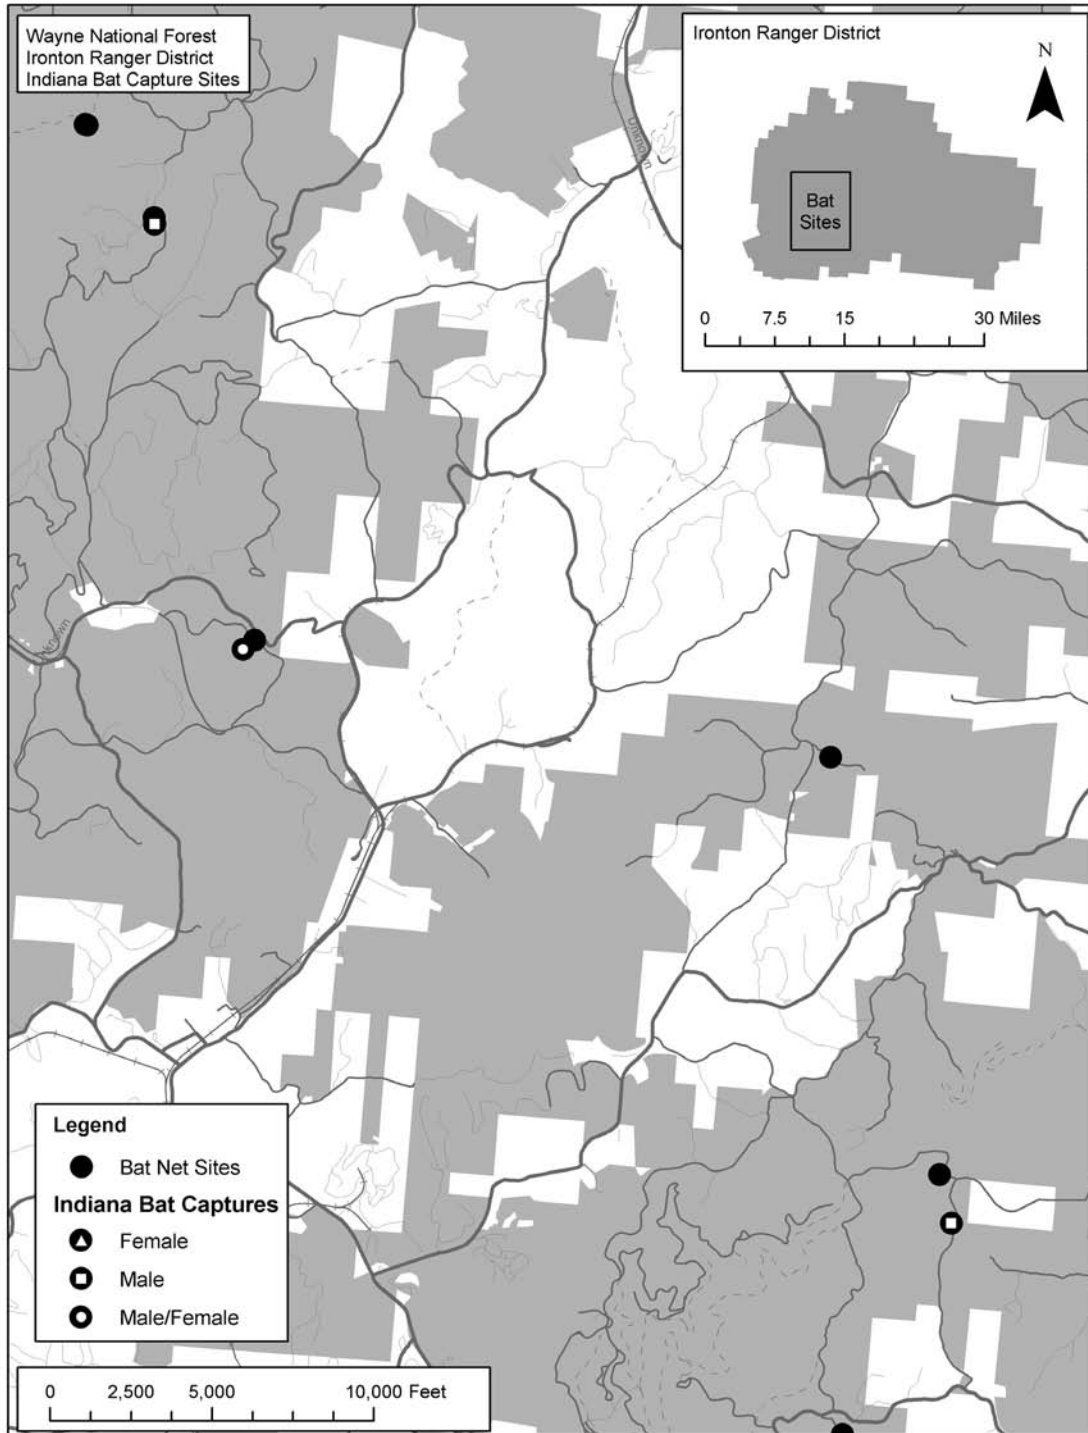 Wayne National Forest
Ironton Ranger District
Indiana Bat Capture Sites
Ironton Ranger District
N
Bat
Sites
0 7.5 15 30 Miles
Unknown
Unknown
Legend
Bat Net Sites
Indiana Bat Captures
Female
Male
Male/Female
0 2,500 5,000 10,000 Feet